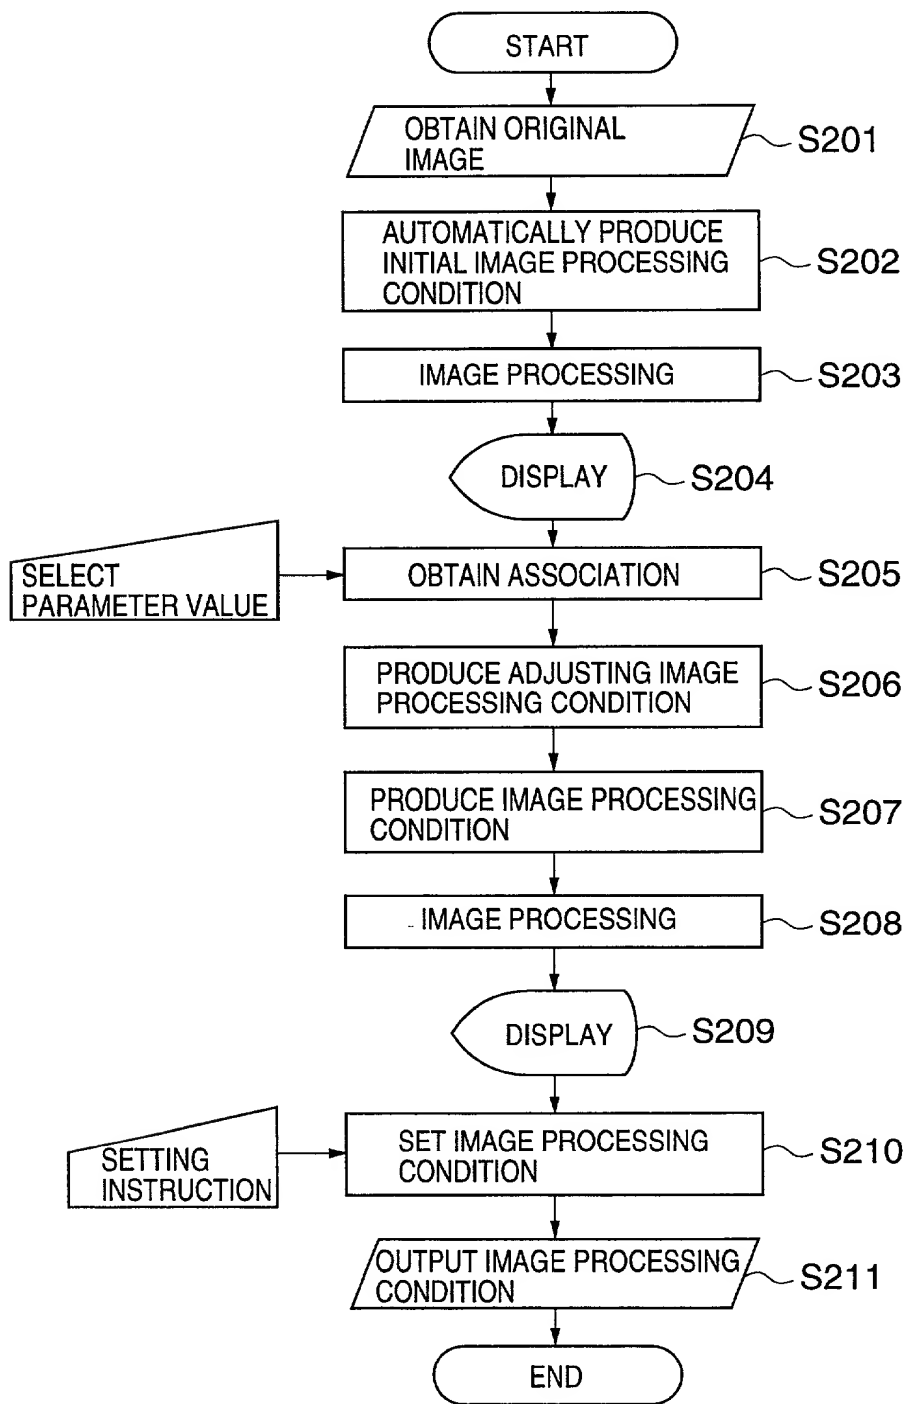 START
OBTAIN ORIGINAL
IMAGE
S201
AUTOMATICALLY PRODUCE
INITIAL IMAGE PROCESSING
CONDITION
S202
IMAGE PROCESSING
S203
DISPLAY
S204
SELECT
PARAMETER VALUE
OBTAIN ASSOCIATION
S205
PRODUCE ADJUSTING IMAGE
PROCESSING CONDITION
S206
PRODUCE IMAGE PROCESSING
CONDITION
S207
IMAGE PROCESSING
S208
DISPLAY
S209
SETTING
INSTRUCTION
SET IMAGE PROCESSING
CONDITION
S210
OUTPUT IMAGE PROCESSING
CONDITION
S211
END